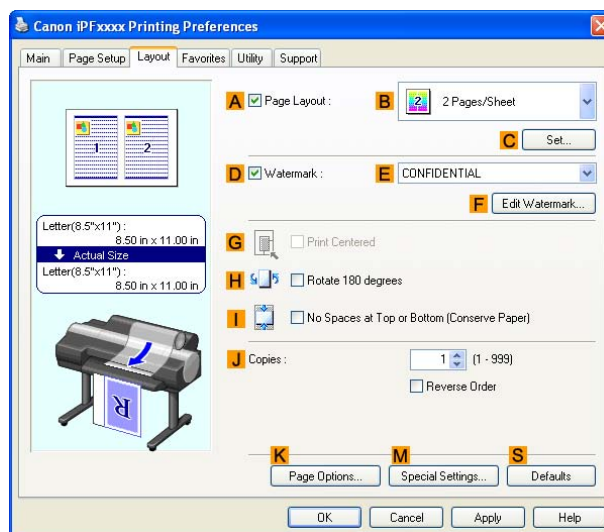 Canon iPFxxxx Printing Preferences
Main Page Setup Layout Favorites Utility Support
1 2
Letter(8.5"x11") :
8.50 in x 11.00 in
Actual Size
Letter(8.5"x11") :
8.50 in x 11.00 in
R
A Page Layout : B 2 2 Pages/Sheet
C Set...
D Watermark : E CONFIDENTIAL
F Edit Watermark...
G Print Centered
H Rotate 180 degrees
I No Spaces at Top or Bottom (Conserve Paper)
J Copies : 1 (1 - 999)
Reverse Order
K M S
Page Options... Special Settings... Defaults
OK Cancel Apply Help